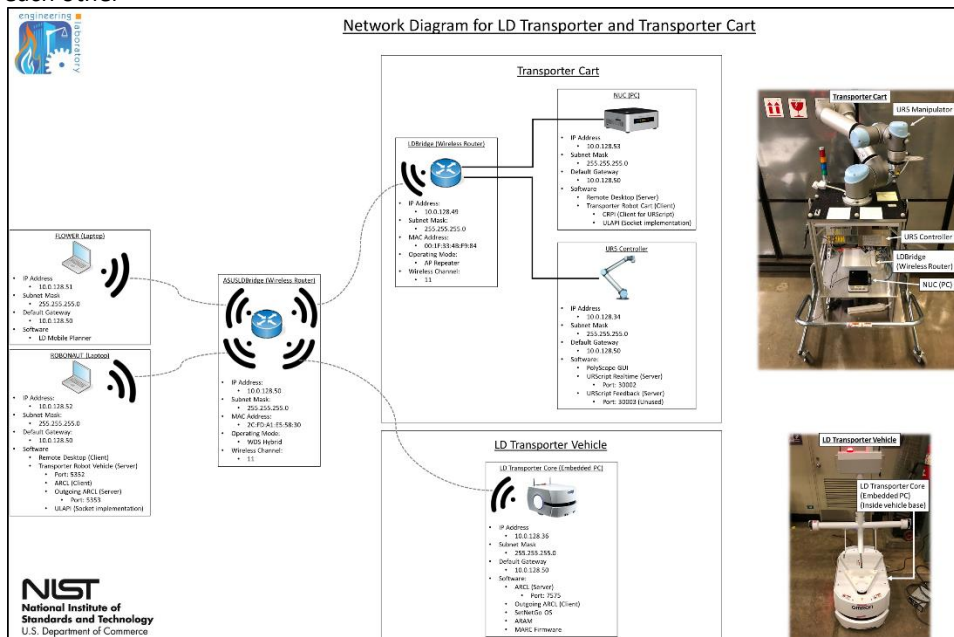 each other
engineering
laboratory
Network Diagram for LD Transporter and Transporter Cart
Transporter Cart
NUC (PC)
• IP Address
• 10.0.128.53
• Subnet Mask
• 255.255.255.0
• Default Gateway
• 10.0.128.50
• Software
• Remote Desktop (Server)
• Transporter Robot Cart (Client)
• CRPI (Client for URScript)
• ULAPI (Socket implementation)
LDBridge (Wireless Router)
• IP Address:
• 10.0.128.49
• Subnet Mask:
• 255.255.255.0
• MAC Address:
• 00:1F:33:4B:F9:84
• Operating Mode:
• AP Repeater
• Wireless Channel:
• 11
UR5 Controller
• IP Address
• 10.0.128.34
• Subnet Mask
• 255.255.255.0
• Default Gateway
• 10.0.128.50
• Software:
• PolyScope GUI
• URScript Realtime (Server)
• Port: 30002
• URScript Feedback (Server)
• Port: 30003 (Unused)
FLOWER (Laptop)
• IP Address
• 10.0.128.51
• Subnet Mask
• 255.255.255.0
• Default Gateway
• 10.0.128.50
• Software
• LD Mobile Planner
ROBONAUT (Laptop)
• IP Address
• 10.0.128.52
• Subnet Mask:
• 255.255.255.0
• Default Gateway:
• 10.0.128.50
• Software
• Remote Desktop (Client)
• Transporter Robot Vehicle (Server)
• Port: 5352
• ARCL (Client)
• Outgoing ARCL (Server)
• Port: 5353
• ULAPI (Socket implementation)
ASUSLDBridge (Wireless Router)
• IP Address:
• 10.0.128.50
• Subnet Mask:
• 255.255.255.0
• MAC Address:
• 2C:FD:A1:E5:58:30
• Operating Mode:
• WDS Hybrid
• Wireless Channel:
• 11
LD Transporter Vehicle
LD Transporter Core (Embedded PC)
• IP Address
• 10.0.128.36
• Subnet Mask
• 255.255.255.0
• Default Gateway
• 10.0.128.50
• Software:
• ARCL (Server)
• Port: 7575
• Outgoing ARCL (Client)
• SetNetGo OS
• ARAM
• MARC Firmware
Transporter Cart
UR5 Manipulator
UR5 Controller
LDBridge
(Wireless Router)
NUC (PC)
LD Transporter Vehicle
LD Transporter Core
(Embedded PC)
(Inside vehicle base)
NIST
National Institute of
Standards and Technology
U.S. Department of Commerce